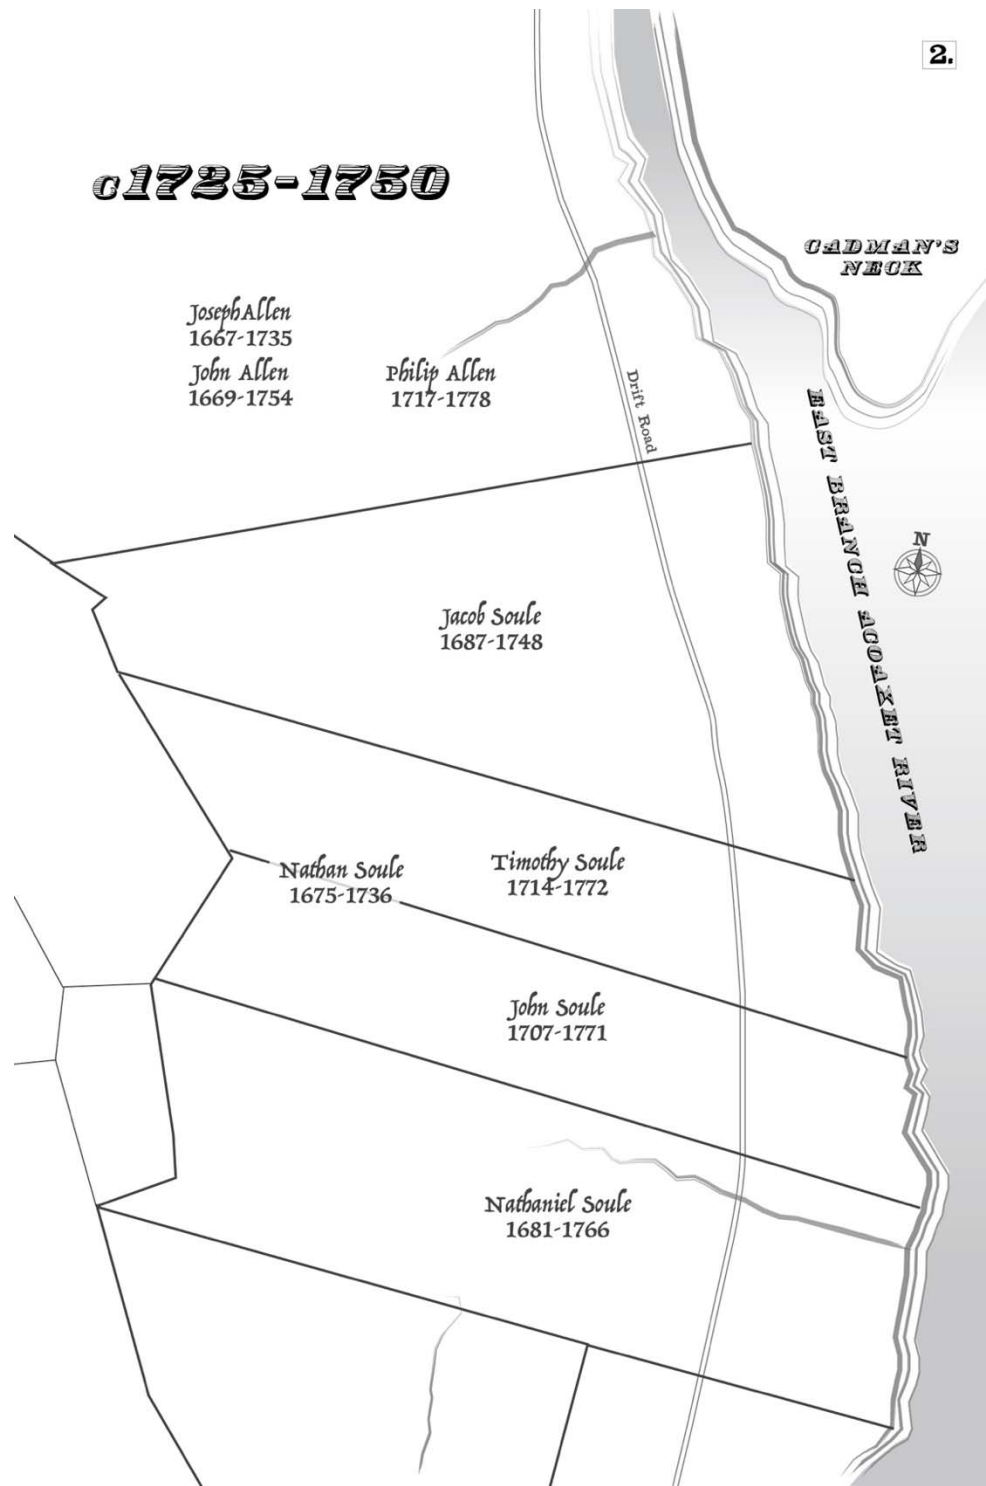 2.
c1725-1750
CADMAN'S
NECK
JosephAllen
1667-1735
John Allen
1669-1754
Philip Allen
1717-1778
Drift Road
EAST BRANCH ACOAXET RIVER
N
Jacob Soule
1687-1748
Nathan Soule
1675-1736
Timothy Soule
1714-1772
John Soule
1707-1771
Nathaniel Soule
1681-1766